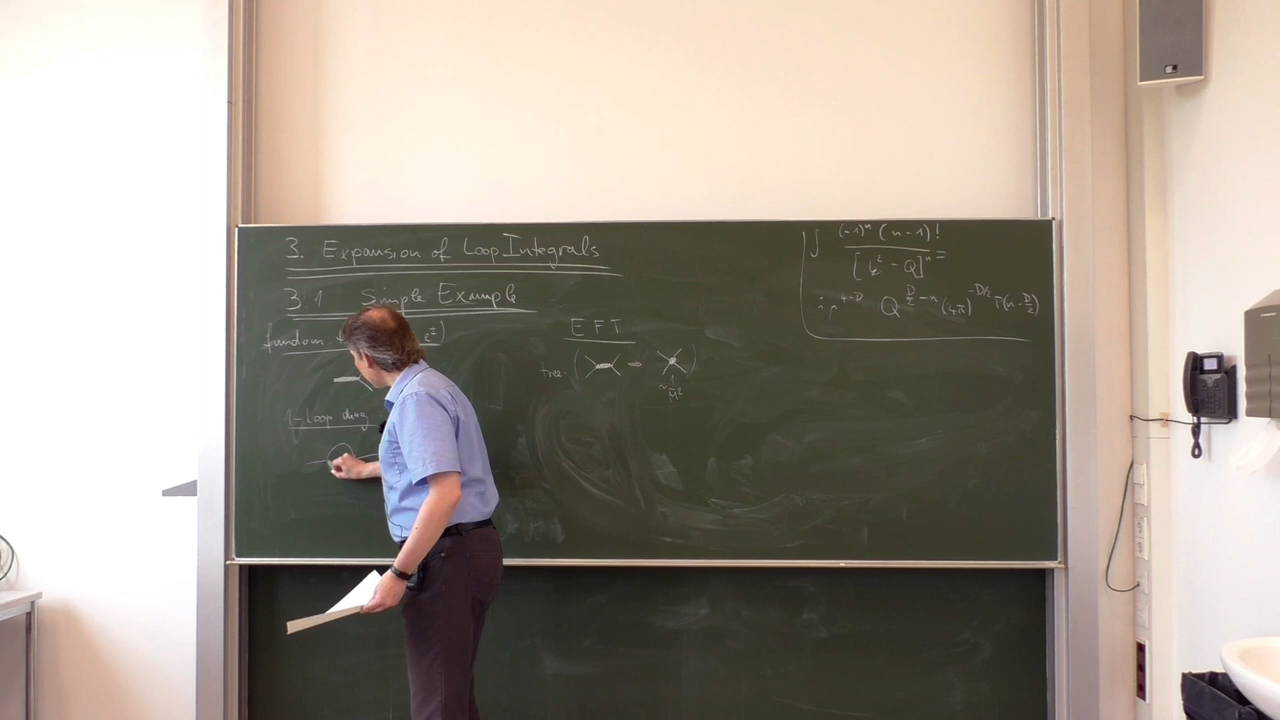 3. Expansion of Loop Integrals
3.1 Simple Example
EFT
tree:
~ 1/M²
1-Loop diag
∫ (-1)ⁿ (n-1)! / [k² - Q]ⁿ =
i μ^{4-D} Q^{D/2-n} (4π)^{-D/2} Γ(n-D/2)